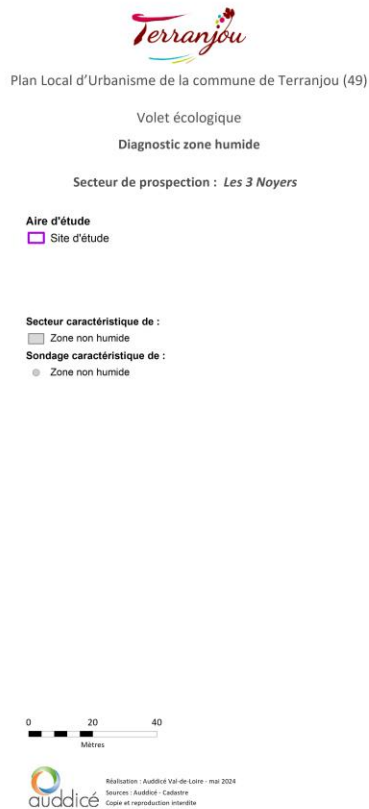 Terranjou
Plan Local d'Urbanisme de la commune de Terranjou (49)
Volet écologique
Diagnostic zone humide
Secteur de prospection : Les 3 Noyers
Aire d'étude
Site d'étude
Secteur caractéristique de :
Zone non humide
Sondage caractéristique de :
Zone non humide
0 20 40
Mètres
auddicé
Réalisation : Auddicé Val-de-Loire - mai 2024
Sources : Auddicé - Cadastre
Copie et reproduction interdite